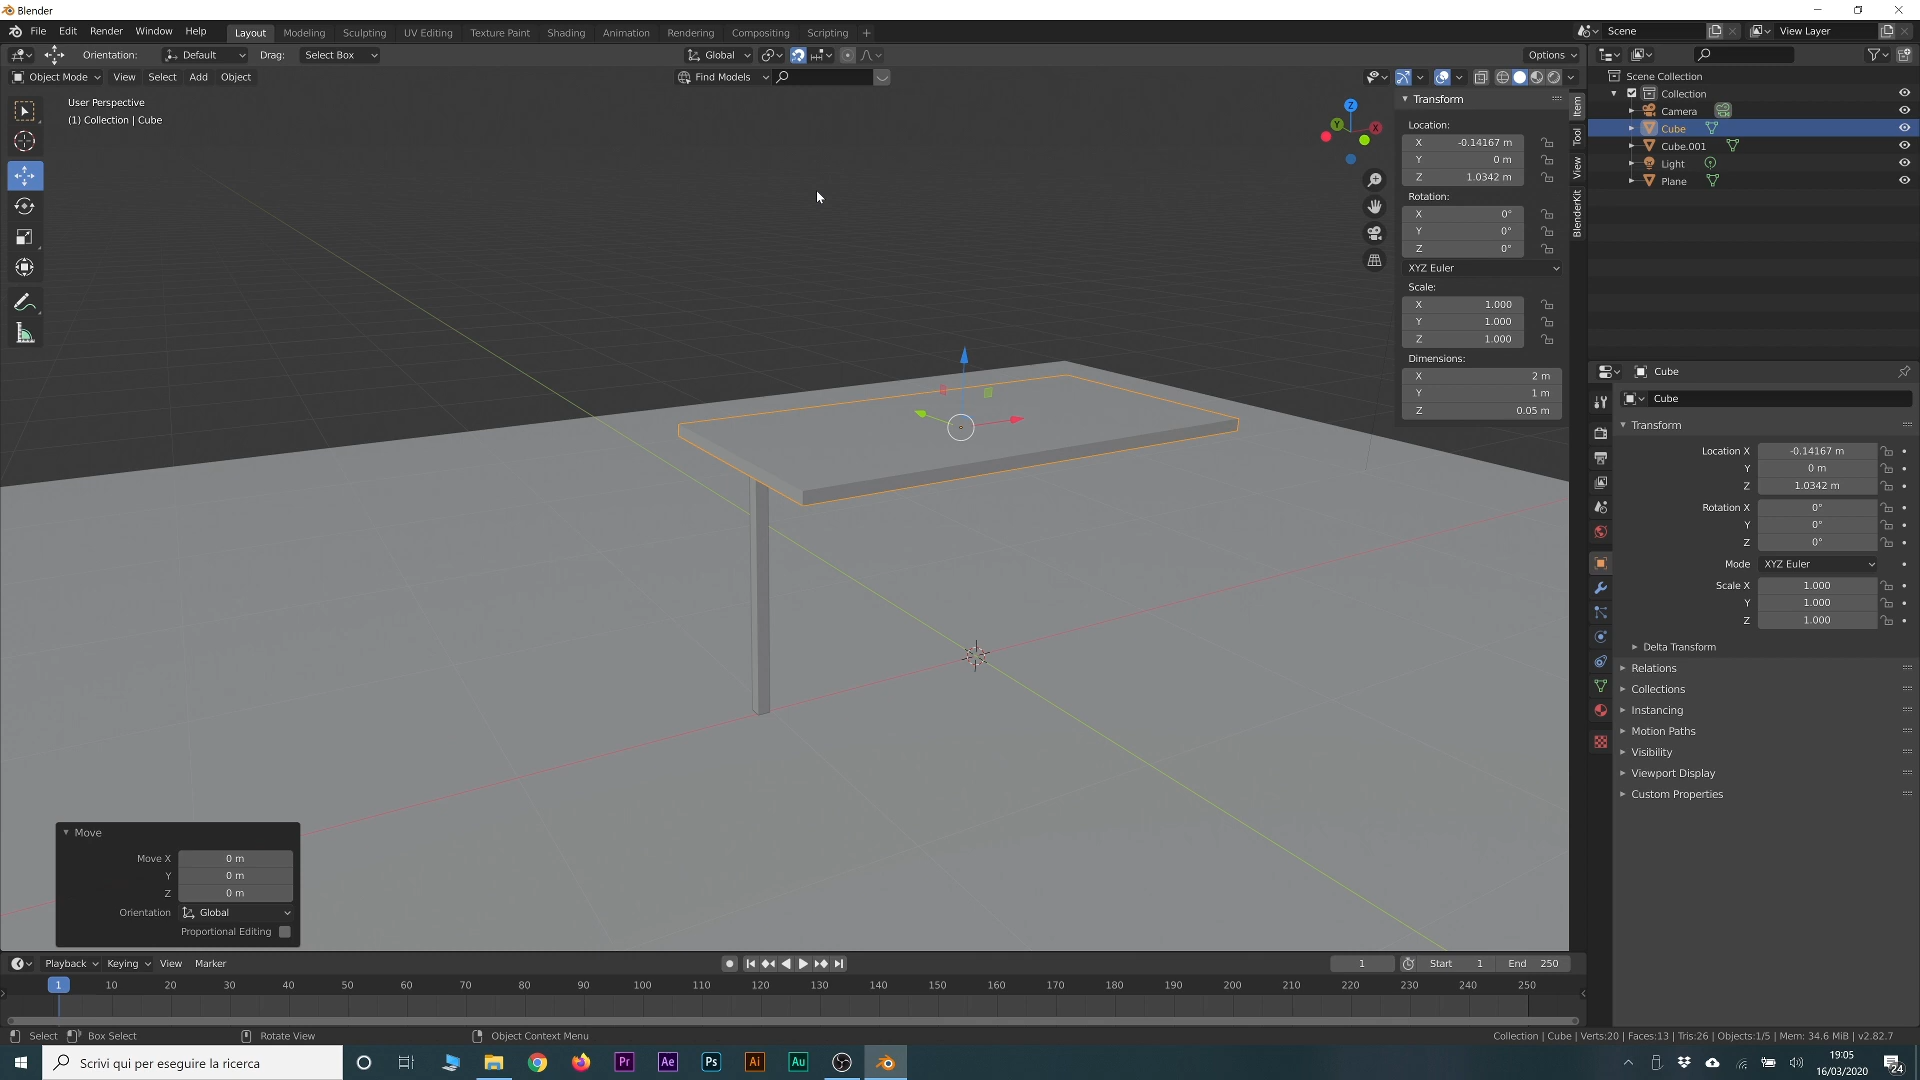 Blender
File Edit Render Window Help Layout Modeling Sculpting UV Editing Texture Paint Shading Animation Rendering Compositing Scripting + Scene View Layer
Orientation: Default Drag: Select Box Global Options
Object Mode View Select Add Object Find Models
User Perspective
(1) Collection | Cube
Z
Y X
Transform
Location:
X -0.14167 m
Y 0 m
Z 1.0342 m
Rotation:
X 0°
Y 0°
Z 0°
XYZ Euler
Scale:
X 1.000
Y 1.000
Z 1.000
Dimensions:
X 2 m
Y 1 m
Z 0.05 m
Item
Tool
View
BlenderKit
Scene Collection
Collection
Camera
Cube
Cube.001
Light
Plane
Cube
Cube
Transform
Location X -0.14167 m
Y 0 m
Z 1.0342 m
Rotation X 0°
Y 0°
Z 0°
Mode XYZ Euler
Scale X 1.000
Y 1.000
Z 1.000
Delta Transform
Relations
Collections
Instancing
Motion Paths
Visibility
Viewport Display
Custom Properties
Move
Move X 0 m
Y 0 m
Z 0 m
Orientation Global
Proportional Editing
Playback Keying View Marker 1 Start 1 End 250
1 10 20 30 40 50 60 70 80 90 100 110 120 130 140 150 160 170 180 190 200 210 220 230 240 250
Select Box Select Rotate View Object Context Menu Collection | Cube | Verts:20 | Faces:13 | Tris:26 | Objects:1/5 | Mem: 34.6 MiB | v2.82.7
Scrivi qui per eseguire la ricerca Pr Ae Ps Ai Au 19:05
16/03/2020 24